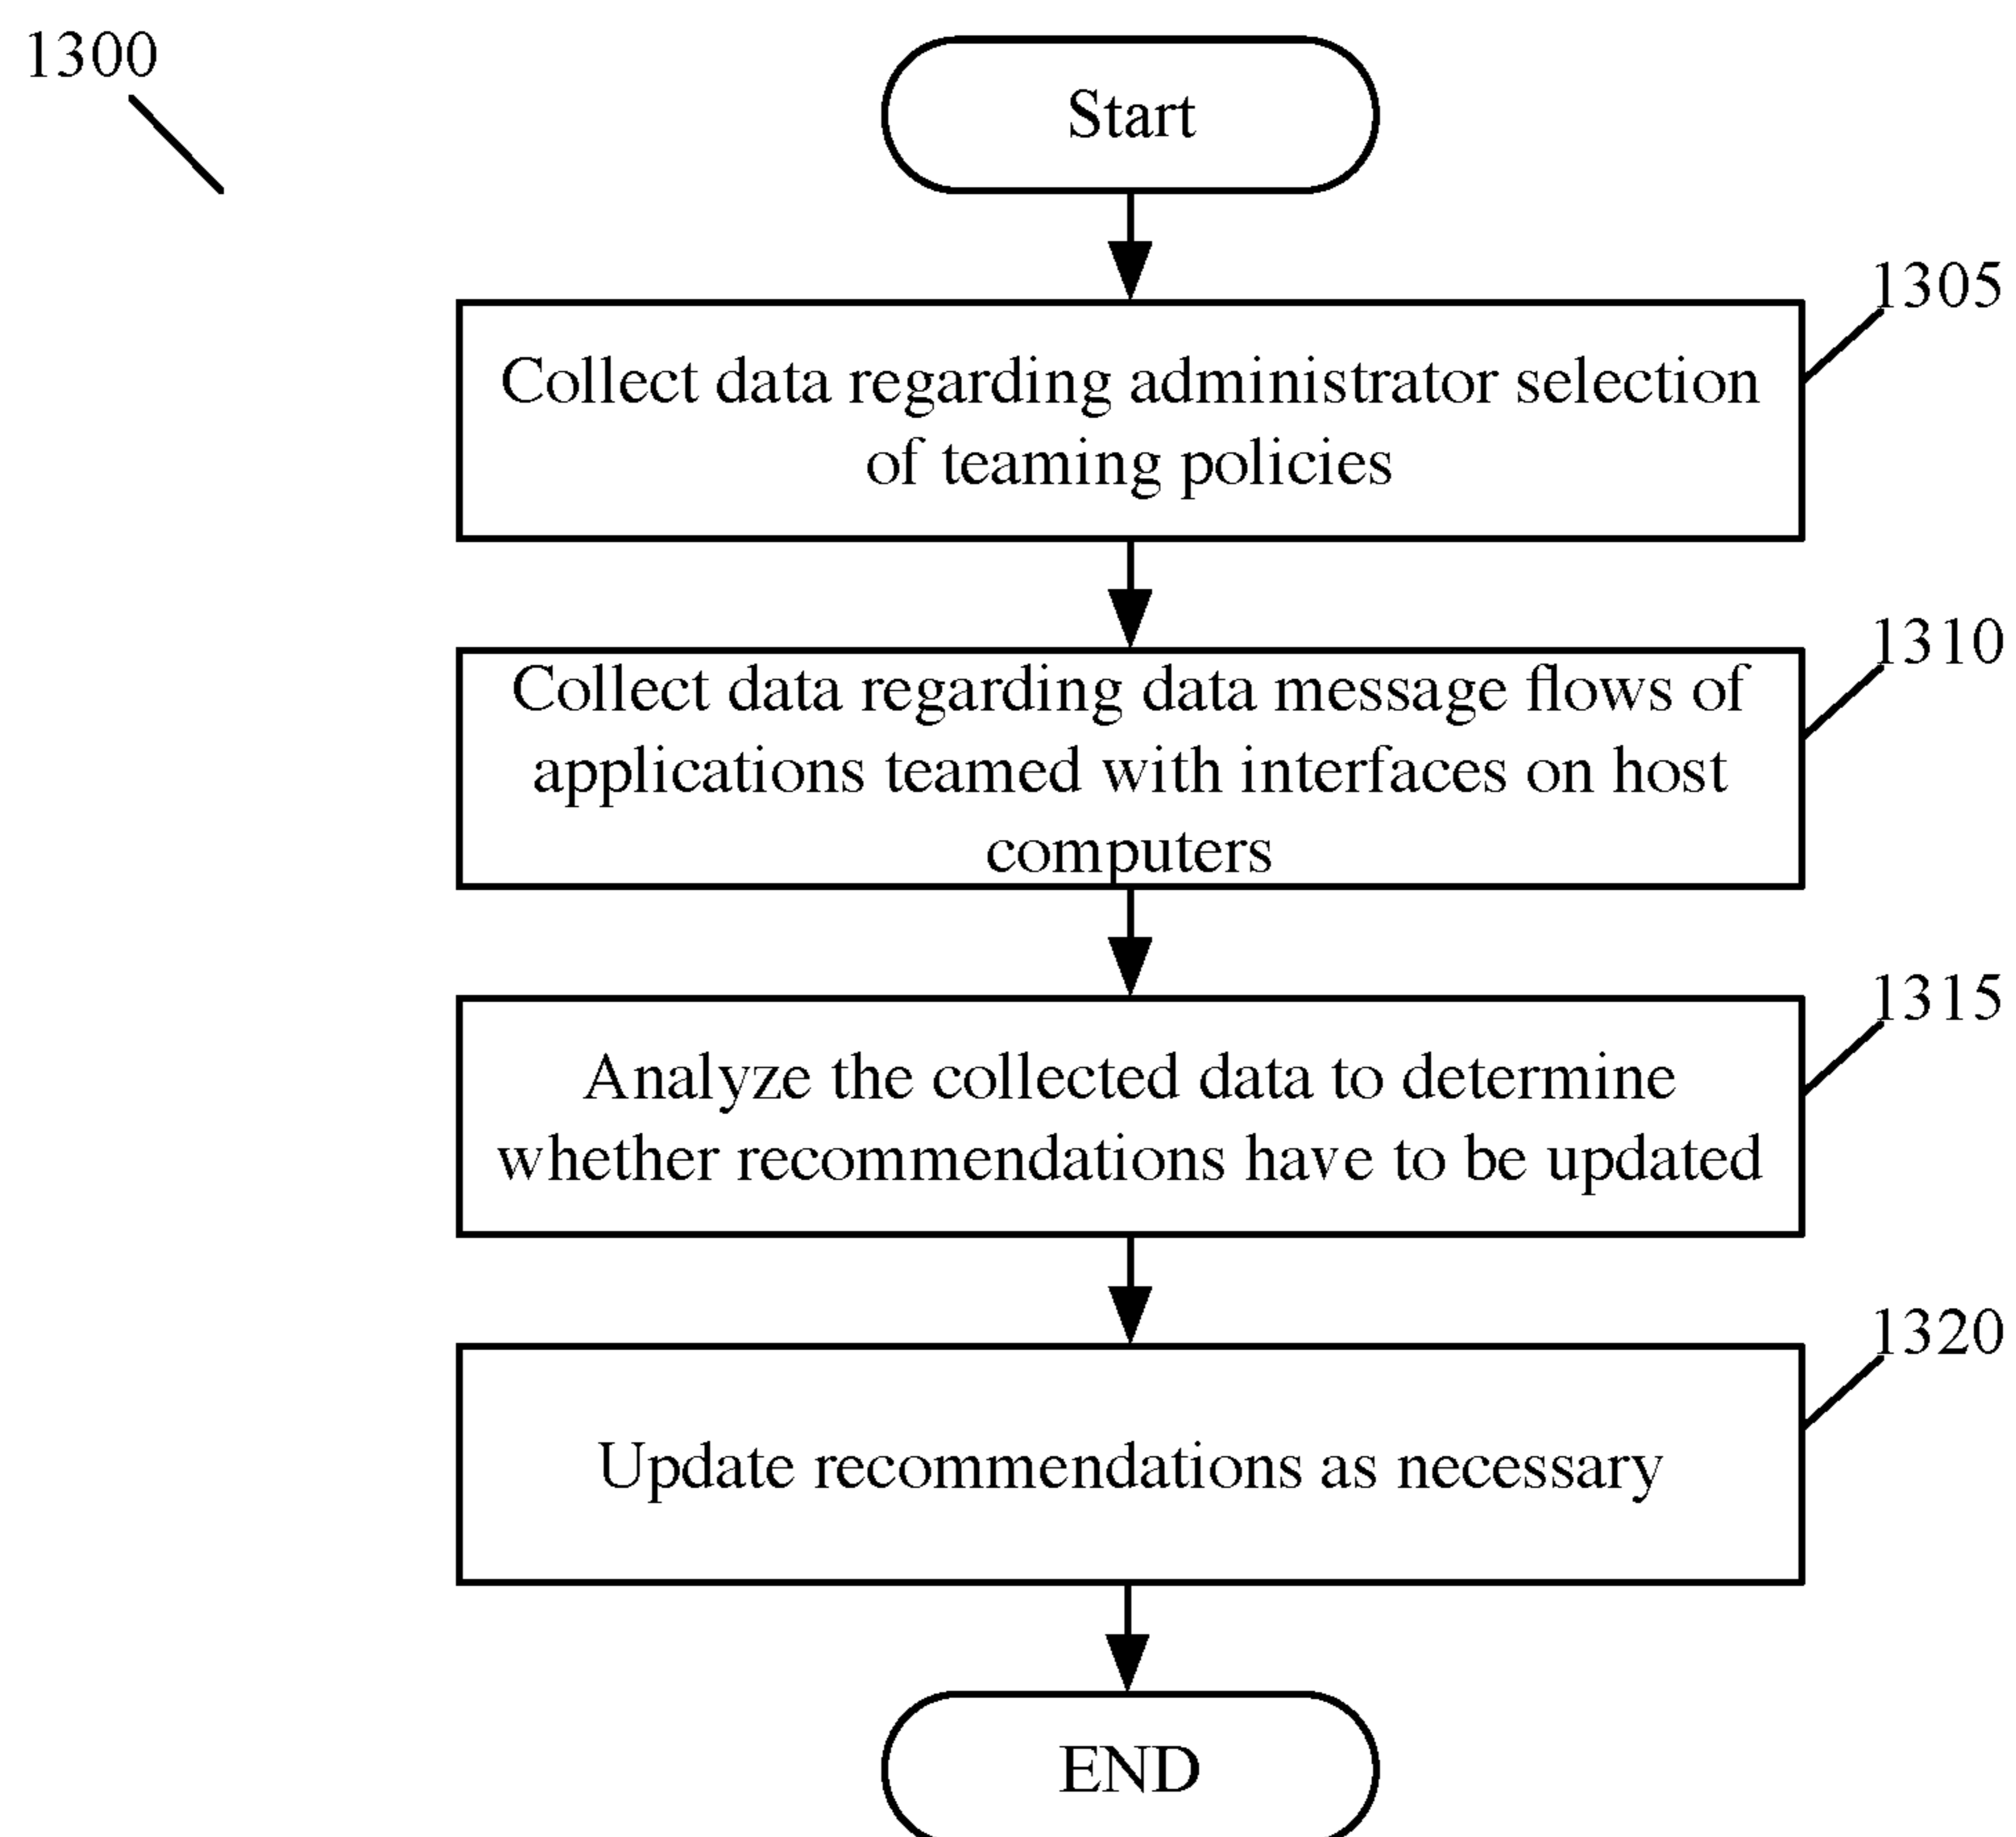 1300
Start
1305
Collect data regarding administrator selection
of teaming policies
1310
Collect data regarding data message flows of
applications teamed with interfaces on host
computers
1315
Analyze the collected data to determine
whether recommendations have to be updated
1320
Update recommendations as necessary
END